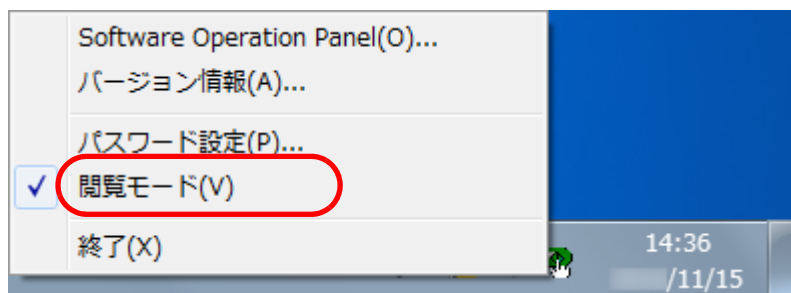 Software Operation Panel(O)...
バージョン情報(A)...
パスワード設定(P)...
閲覧モード(V)
終了(X)
14:36
/11/15